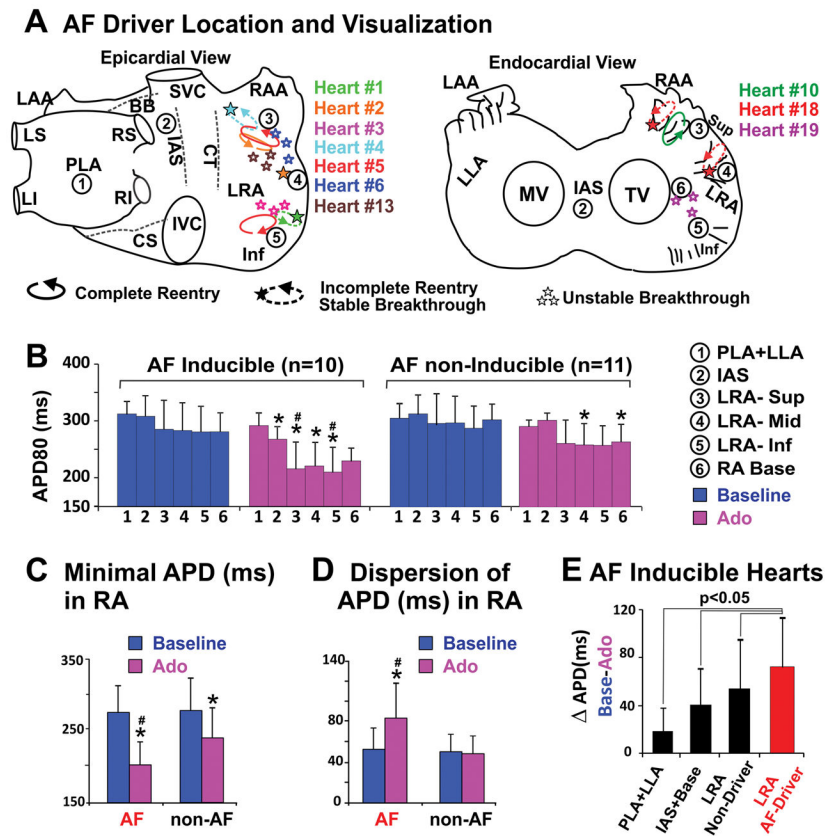 A AF Driver Location and Visualization
Epicardial View
SVC
RAA
LAA
BB
LS
RS
2
IAS
CT
3
PLA
1
4
LRA
LI
RI
IVC
CS
5
Inf
Heart #1
Heart #2
Heart #3
Heart #4
Heart #5
Heart #6
Heart #13
Endocardial View
LAA
RAA
Heart #10
Heart #18
Heart #19
Sup
3
LLA
4
LRA
MV
IAS
2
TV
6
5
Inf
Complete Reentry
Incomplete Reentry
Stable Breakthrough
Unstable Breakthrough
B
AF Inducible (n=10)
AF non-Inducible (n=11)
APD80 (ms)
400
300
200
150
* # * * # *
* *
1 2 3 4 5 6 1 2 3 4 5 6 1 2 3 4 5 6 1 2 3 4 5 6
1 PLA+LLA
2 IAS
3 LRA- Sup
4 LRA- Mid
5 LRA- Inf
6 RA Base
Baseline
Ado
C Minimal APD (ms)
in RA
Baseline
Ado
350
250
150
#
*
*
AF non-AF
D Dispersion of
APD (ms) in RA
Baseline
Ado
140
80
40
0
#
*
AF non-AF
E AF Inducible Hearts
p<0.05
Δ APD(ms)
Base-Ado
120
80
40
0
PLA+LLA
IAS+Base
LRA
Non-Driver
LRA
AF-Driver